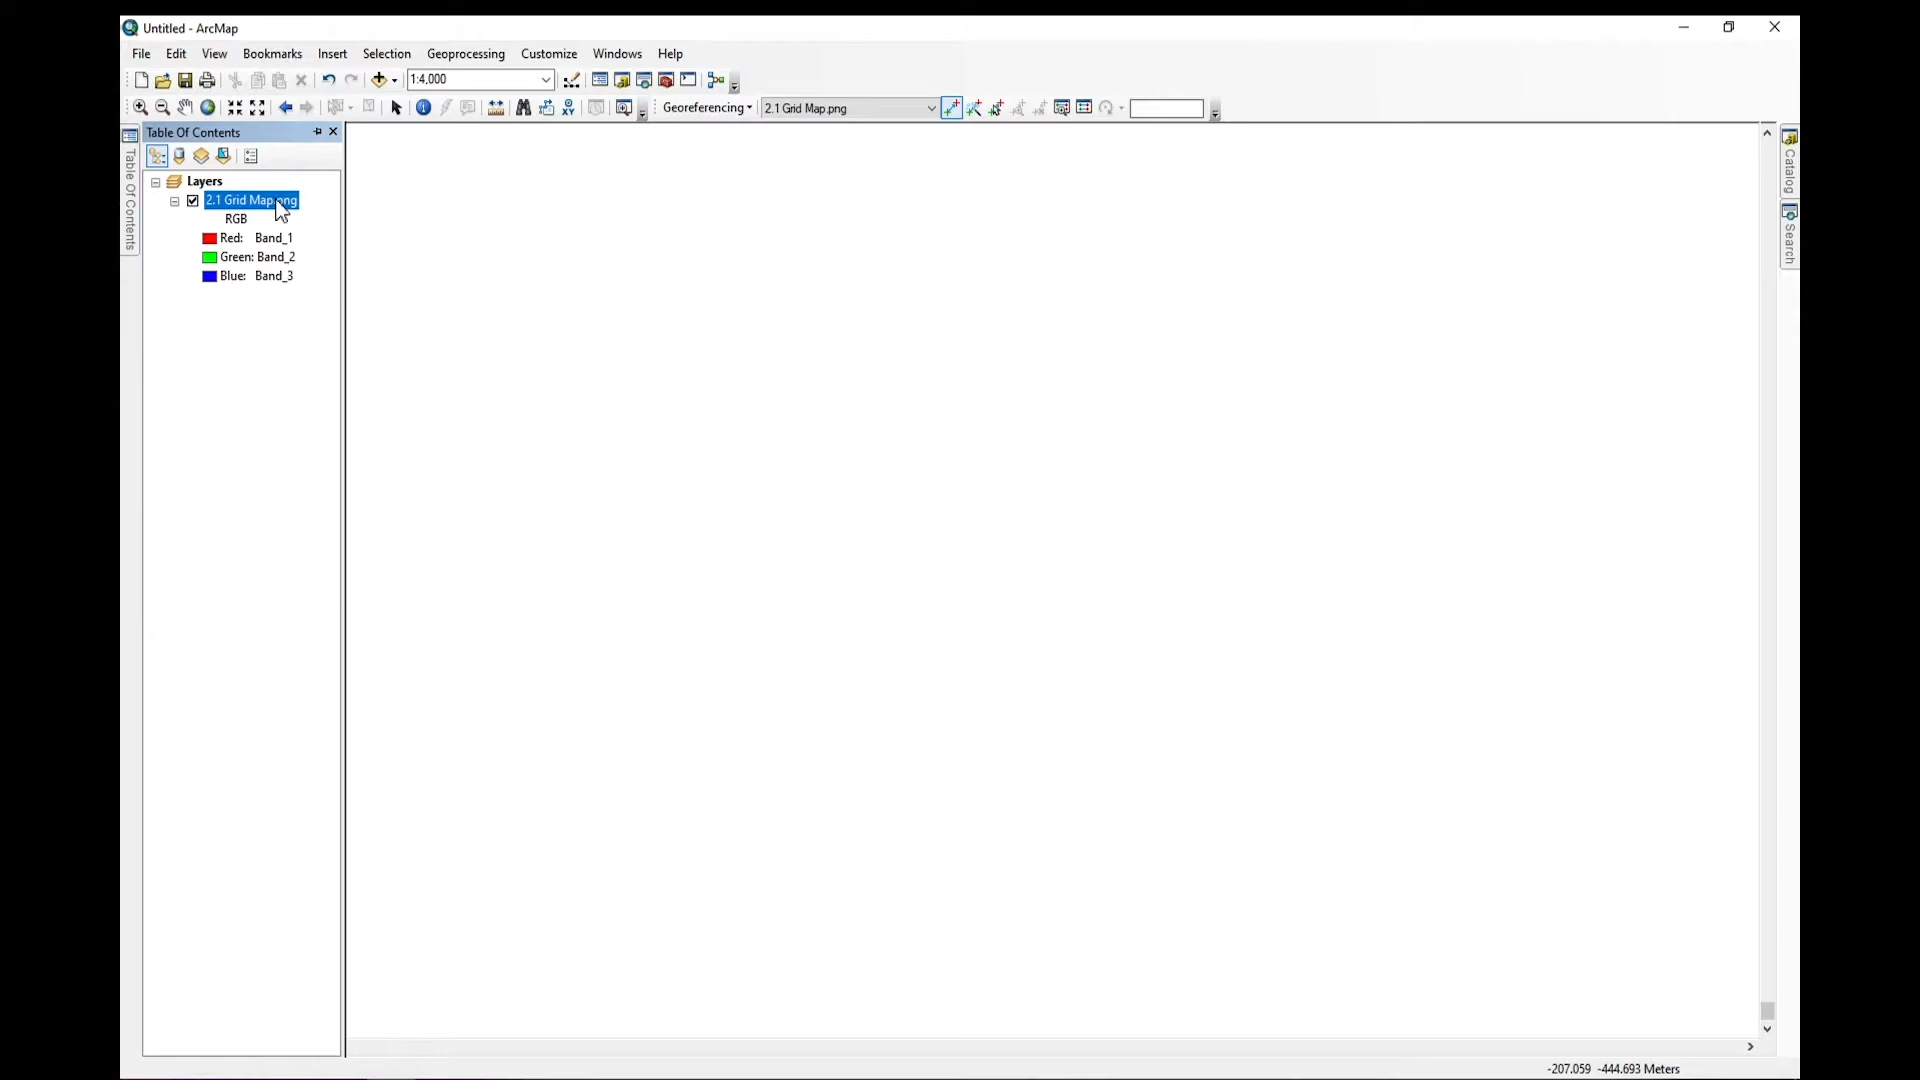 Untitled - ArcMap
File Edit View Bookmarks Insert Selection Geoprocessing Customize Windows Help
1:4,000
Georeferencing 2.1 Grid Map.png
Table Of Contents
Table Of Contents
Layers
2.1 Grid Map.png
RGB
Red: Band_1
Green: Band_2
Blue: Band_3
Catalog
Search
-207.059 -444.693 Meters